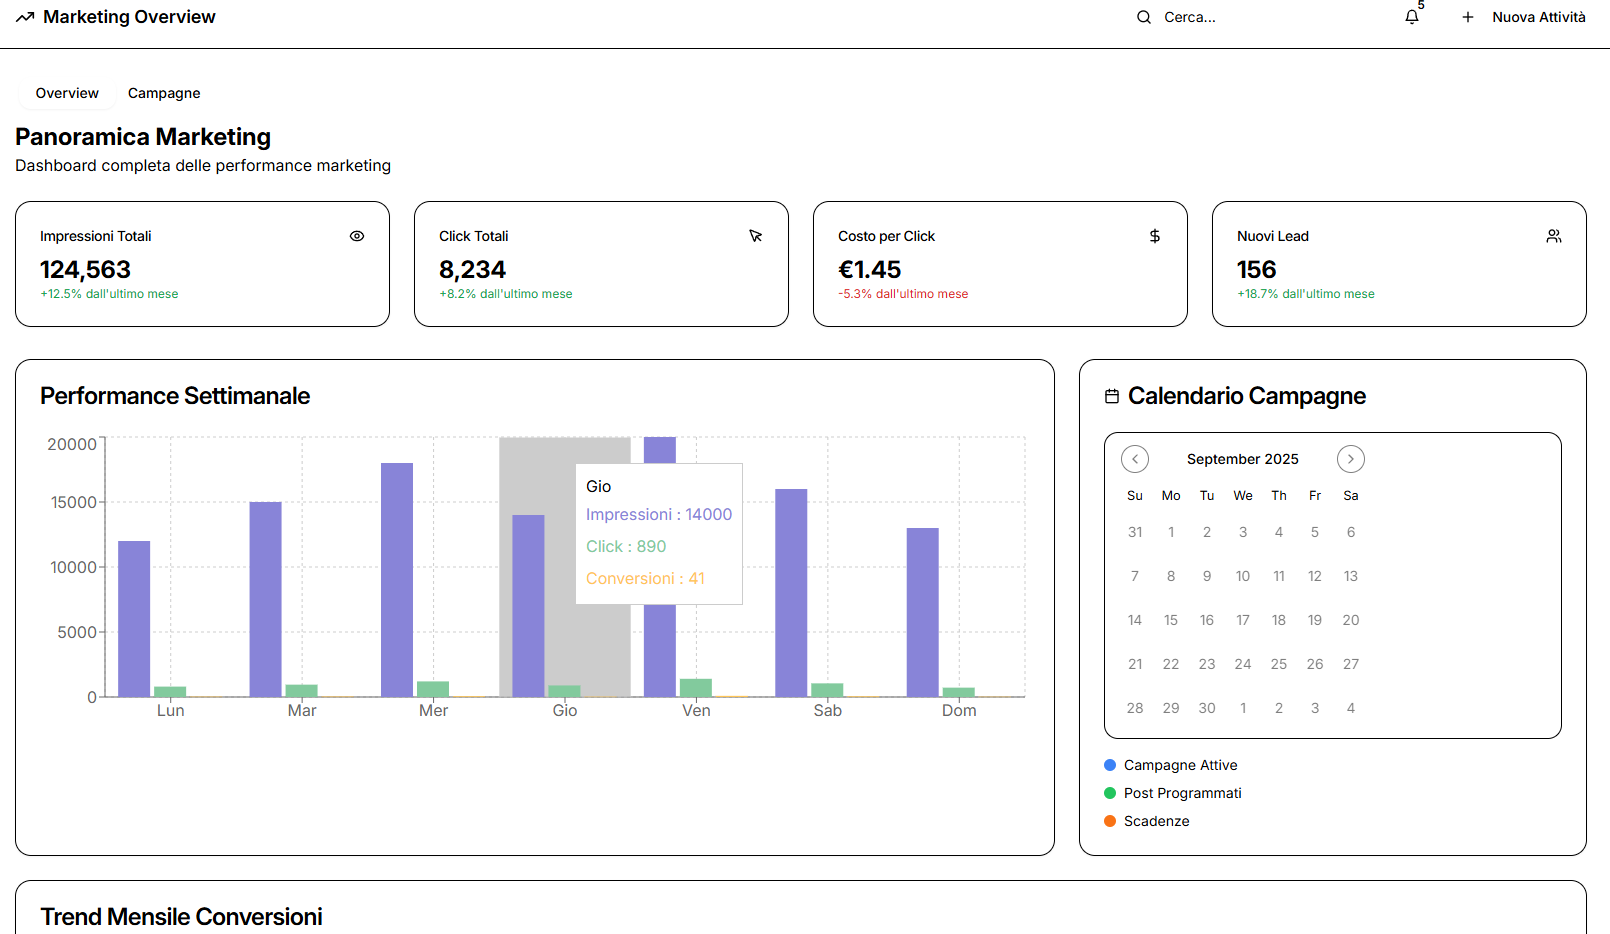 Marketing Overview
Cerca...
5
Nuova Attività
Overview
Campagne
Panoramica Marketing
Dashboard completa delle performance marketing
Impressioni Totali
124,563
+12.5% dall'ultimo mese
Click Totali
8,234
+8.2% dall'ultimo mese
Costo per Click
€1.45
-5.3% dall'ultimo mese
Nuovi Lead
156
+18.7% dall'ultimo mese
Performance Settimanale
20000
15000
10000
5000
0
Lun Mar Mer Gio Ven Sab Dom
Gio
Impressioni : 14000
Click : 890
Conversioni : 41
Calendario Campagne
September 2025
Su Mo Tu We Th Fr Sa
31 1 2 3 4 5 6
7 8 9 10 11 12 13
14 15 16 17 18 19 20
21 22 23 24 25 26 27
28 29 30 1 2 3 4
Campagne Attive
Post Programmati
Scadenze
Trend Mensile Conversioni